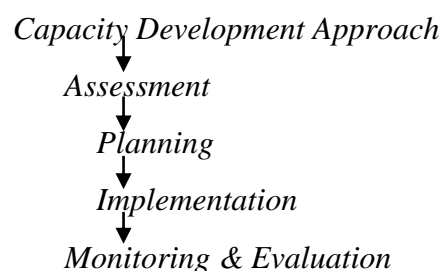 Capacity Development Approach
Assessment
Planning
Implementation
Monitoring & Evaluation